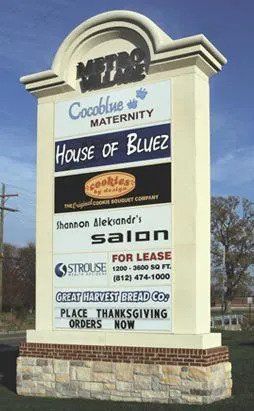 METRO
VILLAGE
Cocoblue
MATERNITY
HOUSE OF BLUEZ
cookies
by design
THE Original COOKIE BOUQUET COMPANY
Shannon Aleksandr's
salon
STROUSE
FOR LEASE
1200 - 3600 SQ FT.
(812) 474-1000
GREAT HARVEST BREAD CO.
PLACE THANKSGIVING
ORDERS NOW